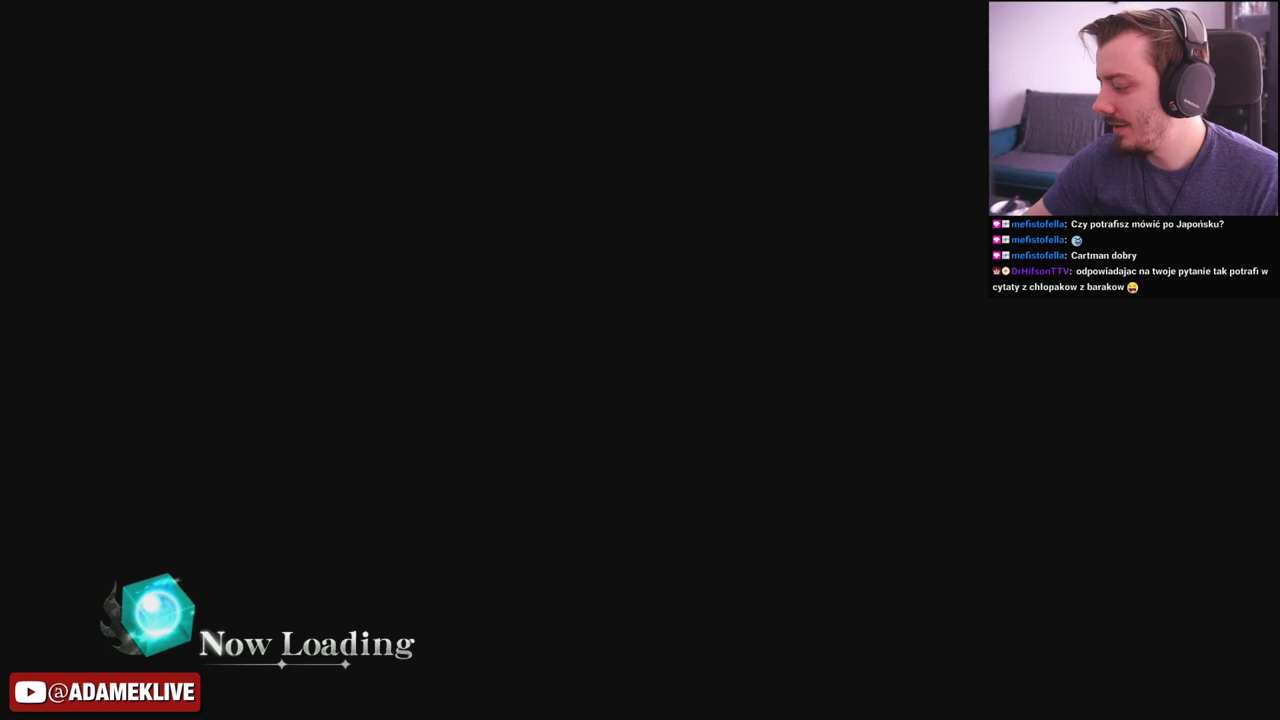 mefistofella: Czy potrafisz mówić po Japońsku?
mefistofella:
mefistofella: Cartman dobry
DrHifsonTTV: odpowiadajac na twoje pytanie tak potrafi w
cytaty z chłopakow z barakow
Now Loading
@ADAMEKLIVE